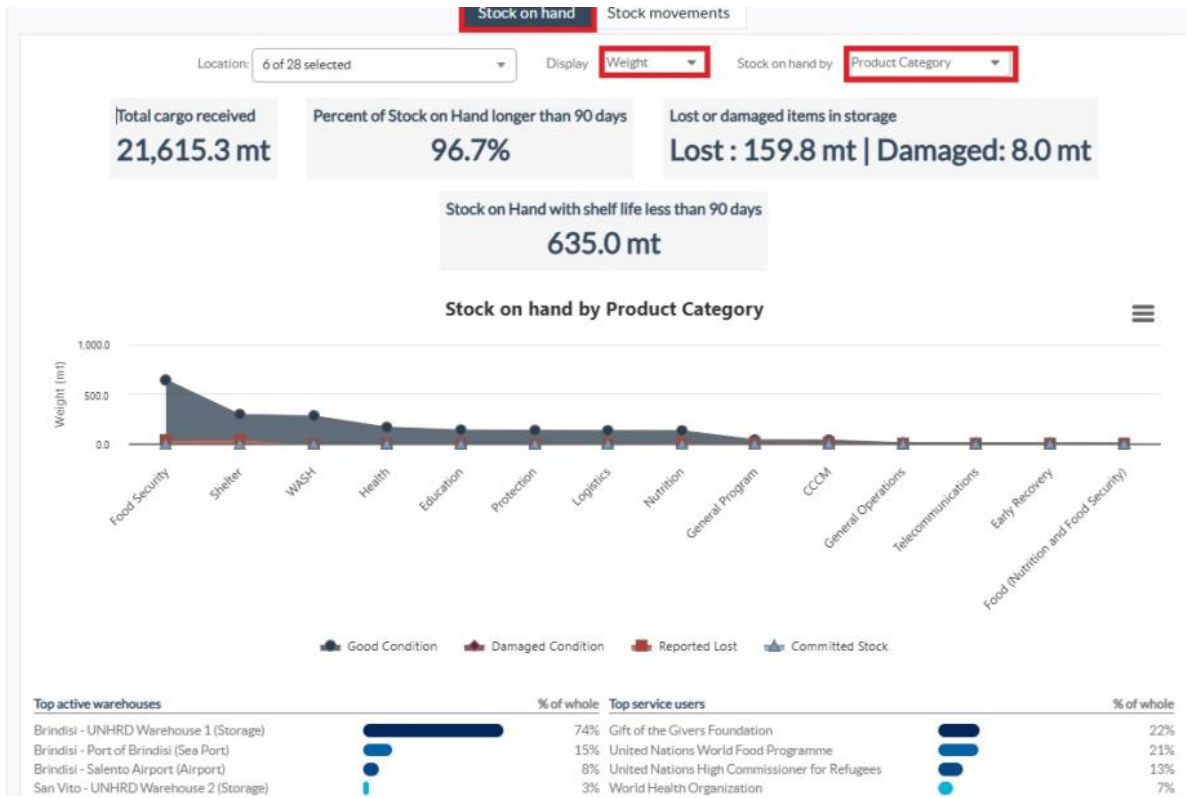 Stock on hand Stock movements
Location: 6 of 28 selected Display Weight Stock on hand by Product Category
Total cargo received Percent of Stock on Hand longer than 90 days Lost or damaged items in storage
21,615.3 mt 96.7% Lost : 159.8 mt | Damaged: 8.0 mt
Stock on Hand with shelf life less than 90 days
635.0 mt
Stock on hand by Product Category
Weight (mt)
1,000.0
500.0
0.0
Food Security Shelter WASH Health Education Protection Logistics Nutrition General Program CCCM General Operations Telecommunications Early Recovery Food (Nutrition and Food Security)
Good Condition Damaged Condition Reported Lost Committed Stock
Top active warehouses % of whole Top service users % of whole
Brindisi - UNHRD Warehouse 1 (Storage) 74% Gift of the Givers Foundation 22%
Brindisi - Port of Brindisi (Sea Port) 15% United Nations World Food Programme 21%
Brindisi - Salento Airport (Airport) 8% United Nations High Commissioner for Refugees 13%
San Vito - UNHRD Warehouse 2 (Storage) 3% World Health Organization 7%